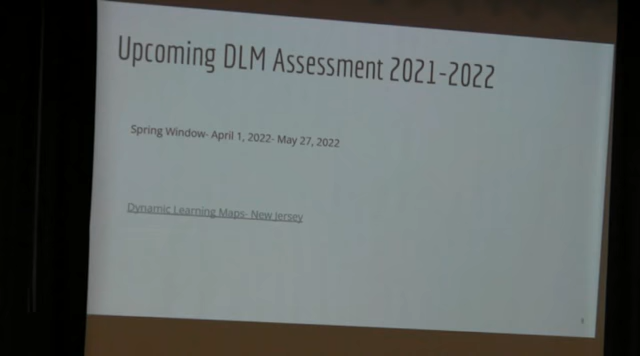 Upcoming DLM Assessment 2021-2022
Spring Window- April 1, 2022- May 27, 2022
Dynamic Learning Maps- New Jersey